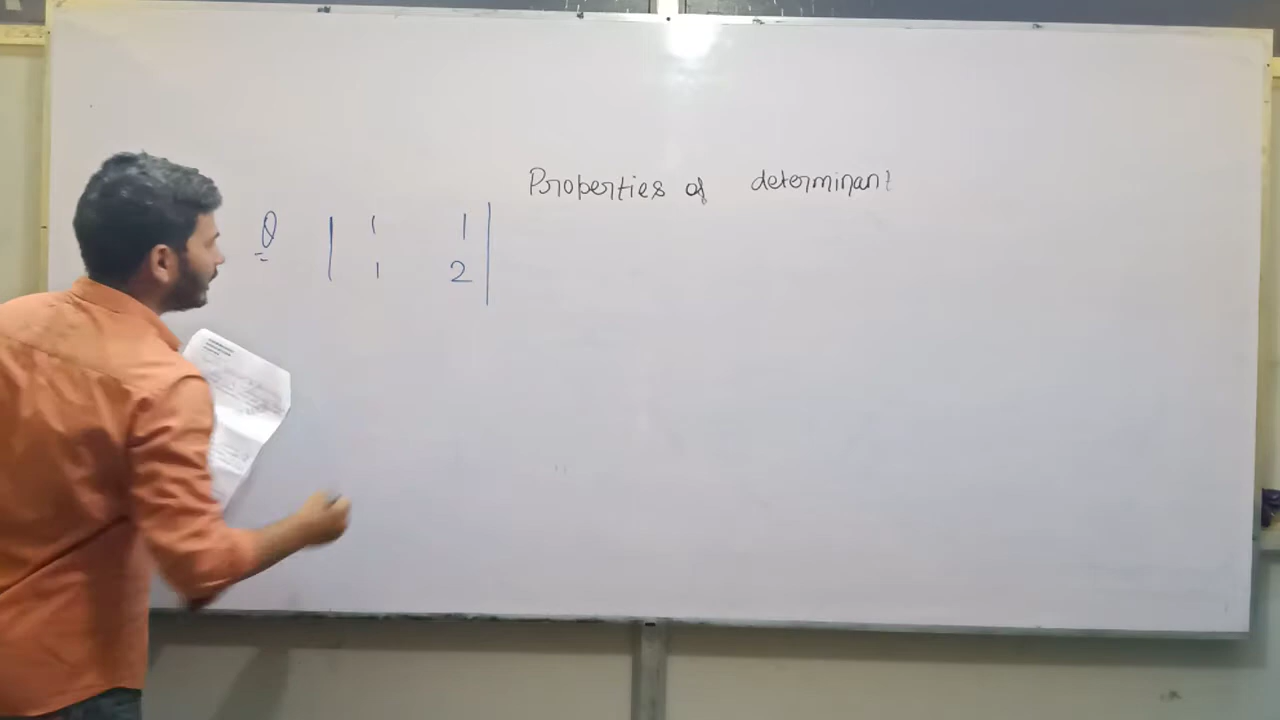 Properties of determinant
Q | 1 1 |
1 2